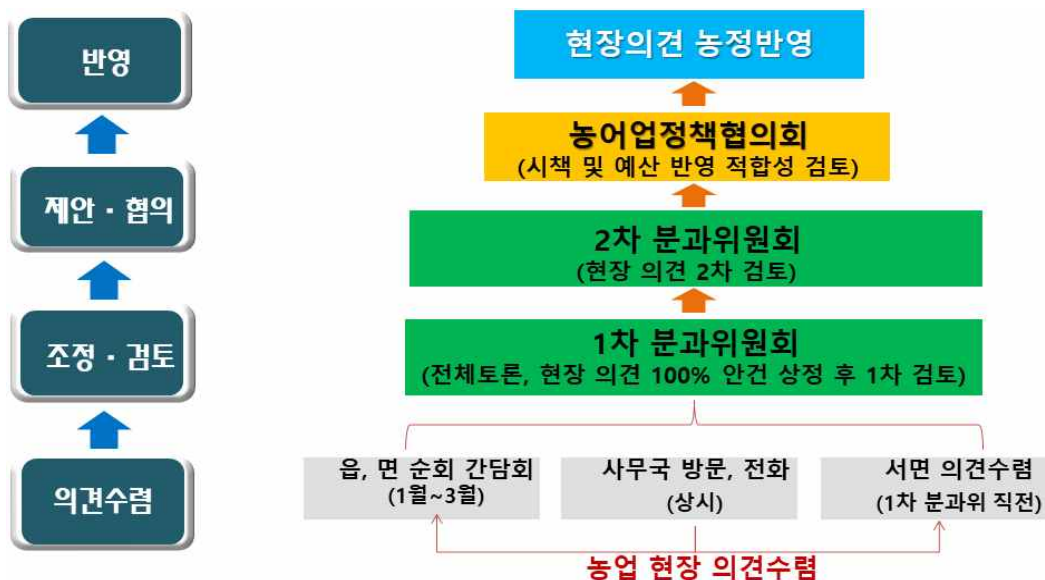 반영
제안·협의
조정·검토
의견수렴
현장의견 농정반영
농어업정책협의회
(시책 및 예산 반영 적합성 검토)
2차 분과위원회
(현장 의견 2차 검토)
1차 분과위원회
(전체토론, 현장 의견 100% 안건 상정 후 1차 검토)
읍, 면 순회 간담회
(1월~3월)
사무국 방문, 전화
(상시)
서면 의견수렴
(1차 분과위 직전)
농업 현장 의견수렴